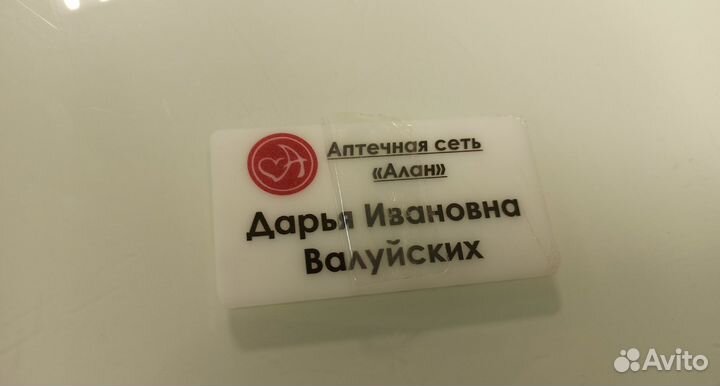 Аптечная сеть
«Алан»
Дарья Ивановна
Валуйских
Avito